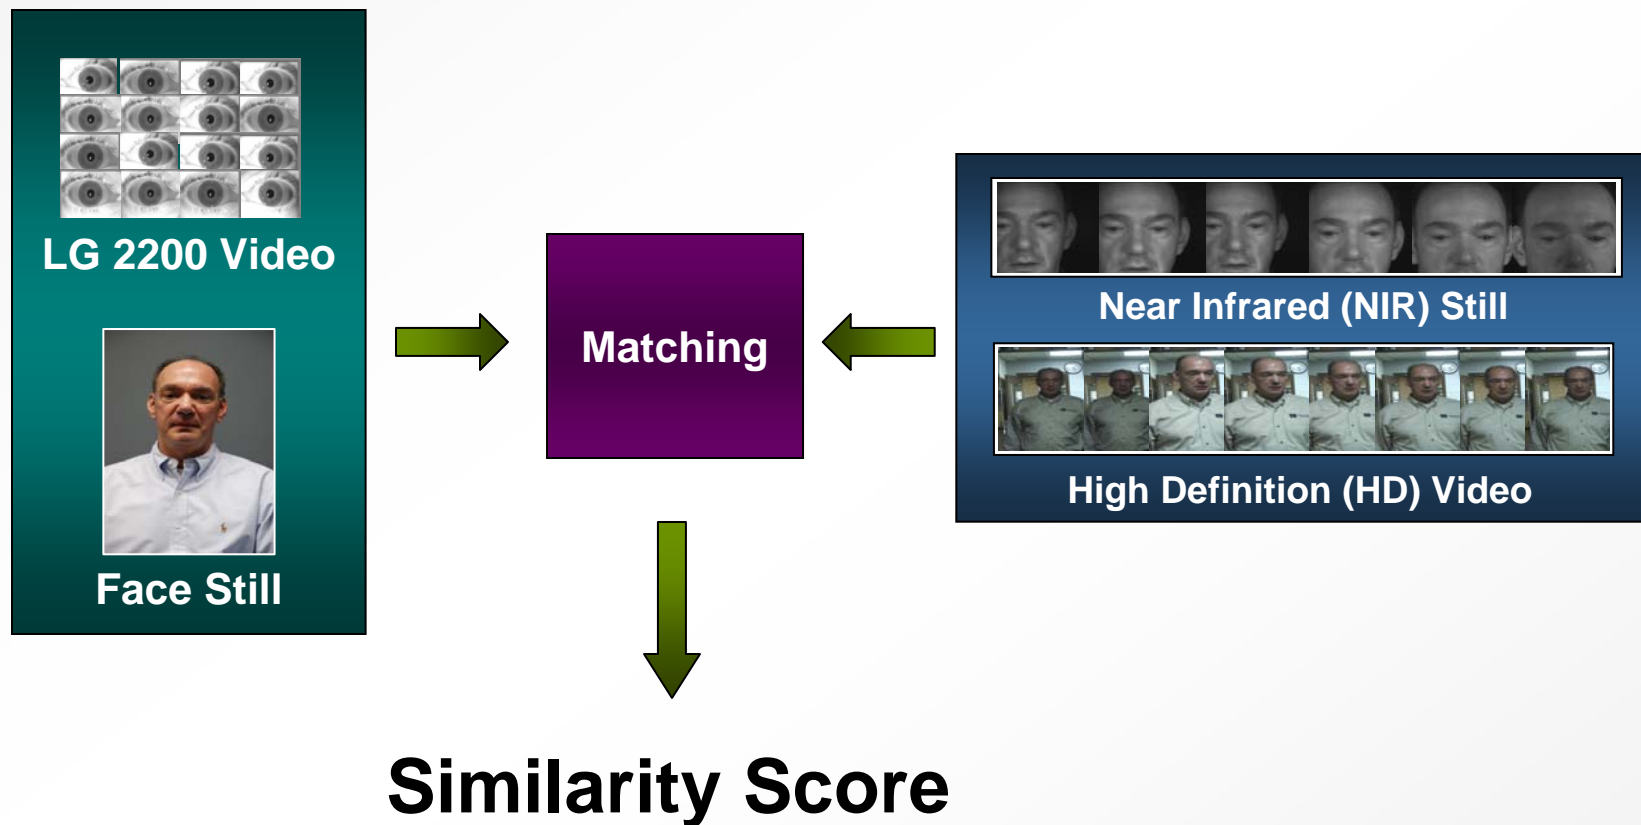 LG 2200 Video
Face Still
Matching
Near Infrared (NIR) Still
High Definition (HD) Video
Similarity Score